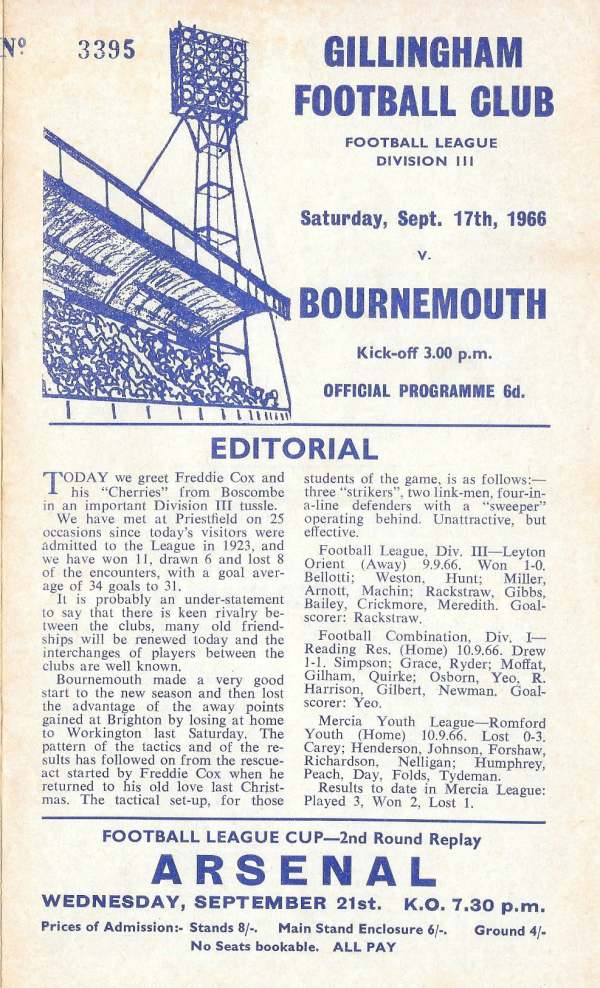 Nº 3395
GILLINGHAM
FOOTBALL CLUB
FOOTBALL LEAGUE
DIVISION III
Saturday, Sept. 17th, 1966
v.
BOURNEMOUTH
Kick-off 3.00 p.m.
OFFICIAL PROGRAMME 6d.
EDITORIAL
TODAY we greet Freddie Cox and
his "Cherries" from Boscombe
in an important Division III tussle.
We have met at Priestfield on 25
occasions since today's visitors were
admitted to the League in 1923, and
we have won 11, drawn 6 and lost 8
of the encounters, with a goal aver-
age of 34 goals to 31.
It is probably an under-statement
to say that there is keen rivalry be-
tween the clubs, many old friend-
ships will be renewed today and the
interchanges of players between the
clubs are well known.
Bournemouth made a very good
start to the new season and then lost
the advantage of the away points
gained at Brighton by losing at home
to Workington last Saturday. The
pattern of the tactics and of the re-
sults has followed on from the rescue-
act started by Freddie Cox when he
returned to his old love last Christ-
mas. The tactical set-up, for those
students of the game, is as follows:—
three "strikers", two link-men, four-in-
a-line defenders with a "sweeper"
operating behind. Unattractive, but
effective.
Football League, Div. III—Leyton
Orient (Away) 9.9.66. Won 1-0.
Bellotti; Weston, Hunt; Miller,
Arnott, Machin; Rackstraw, Gibbs,
Bailey, Crickmore, Meredith. Goal-
scorer: Rackstraw.
Football Combination, Div. I—
Reading Res. (Home) 10.9.66. Drew
1-1. Simpson; Grace, Ryder; Moffat,
Gilham, Quirke; Osborn, Yeo, R.
Harrison, Gilbert, Newman. Goal-
scorer: Yeo.
Mercia Youth League—Romford
Youth (Home) 10.9.66. Lost 0-3.
Carey; Henderson, Johnson, Forshaw,
Richardson, Nelligan; Humphrey,
Peach, Day, Folds, Tydeman.
Results to date in Mercia League:
Played 3, Won 2, Lost 1.
FOOTBALL LEAGUE CUP—2nd Round Replay
ARSENAL
WEDNESDAY, SEPTEMBER 21st. K.O. 7.30 p.m.
Prices of Admission:- Stands 8/-. Main Stand Enclosure 6/-. Ground 4/-
No Seats bookable. ALL PAY